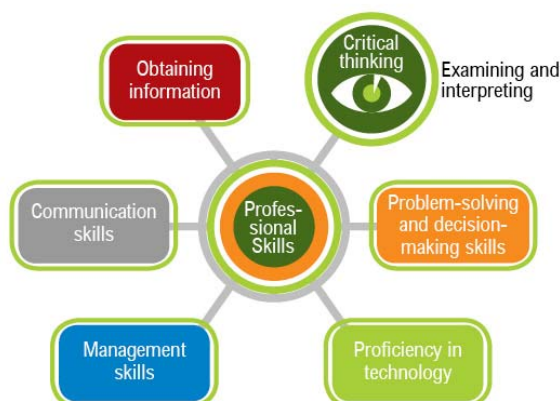 Obtaining
information
Critical
thinking
Examining and
interpreting
Communication
skills
Profes-
sional
Skills
Problem-solving
and decision-
making skills
Management
skills
Proficiency in
technology